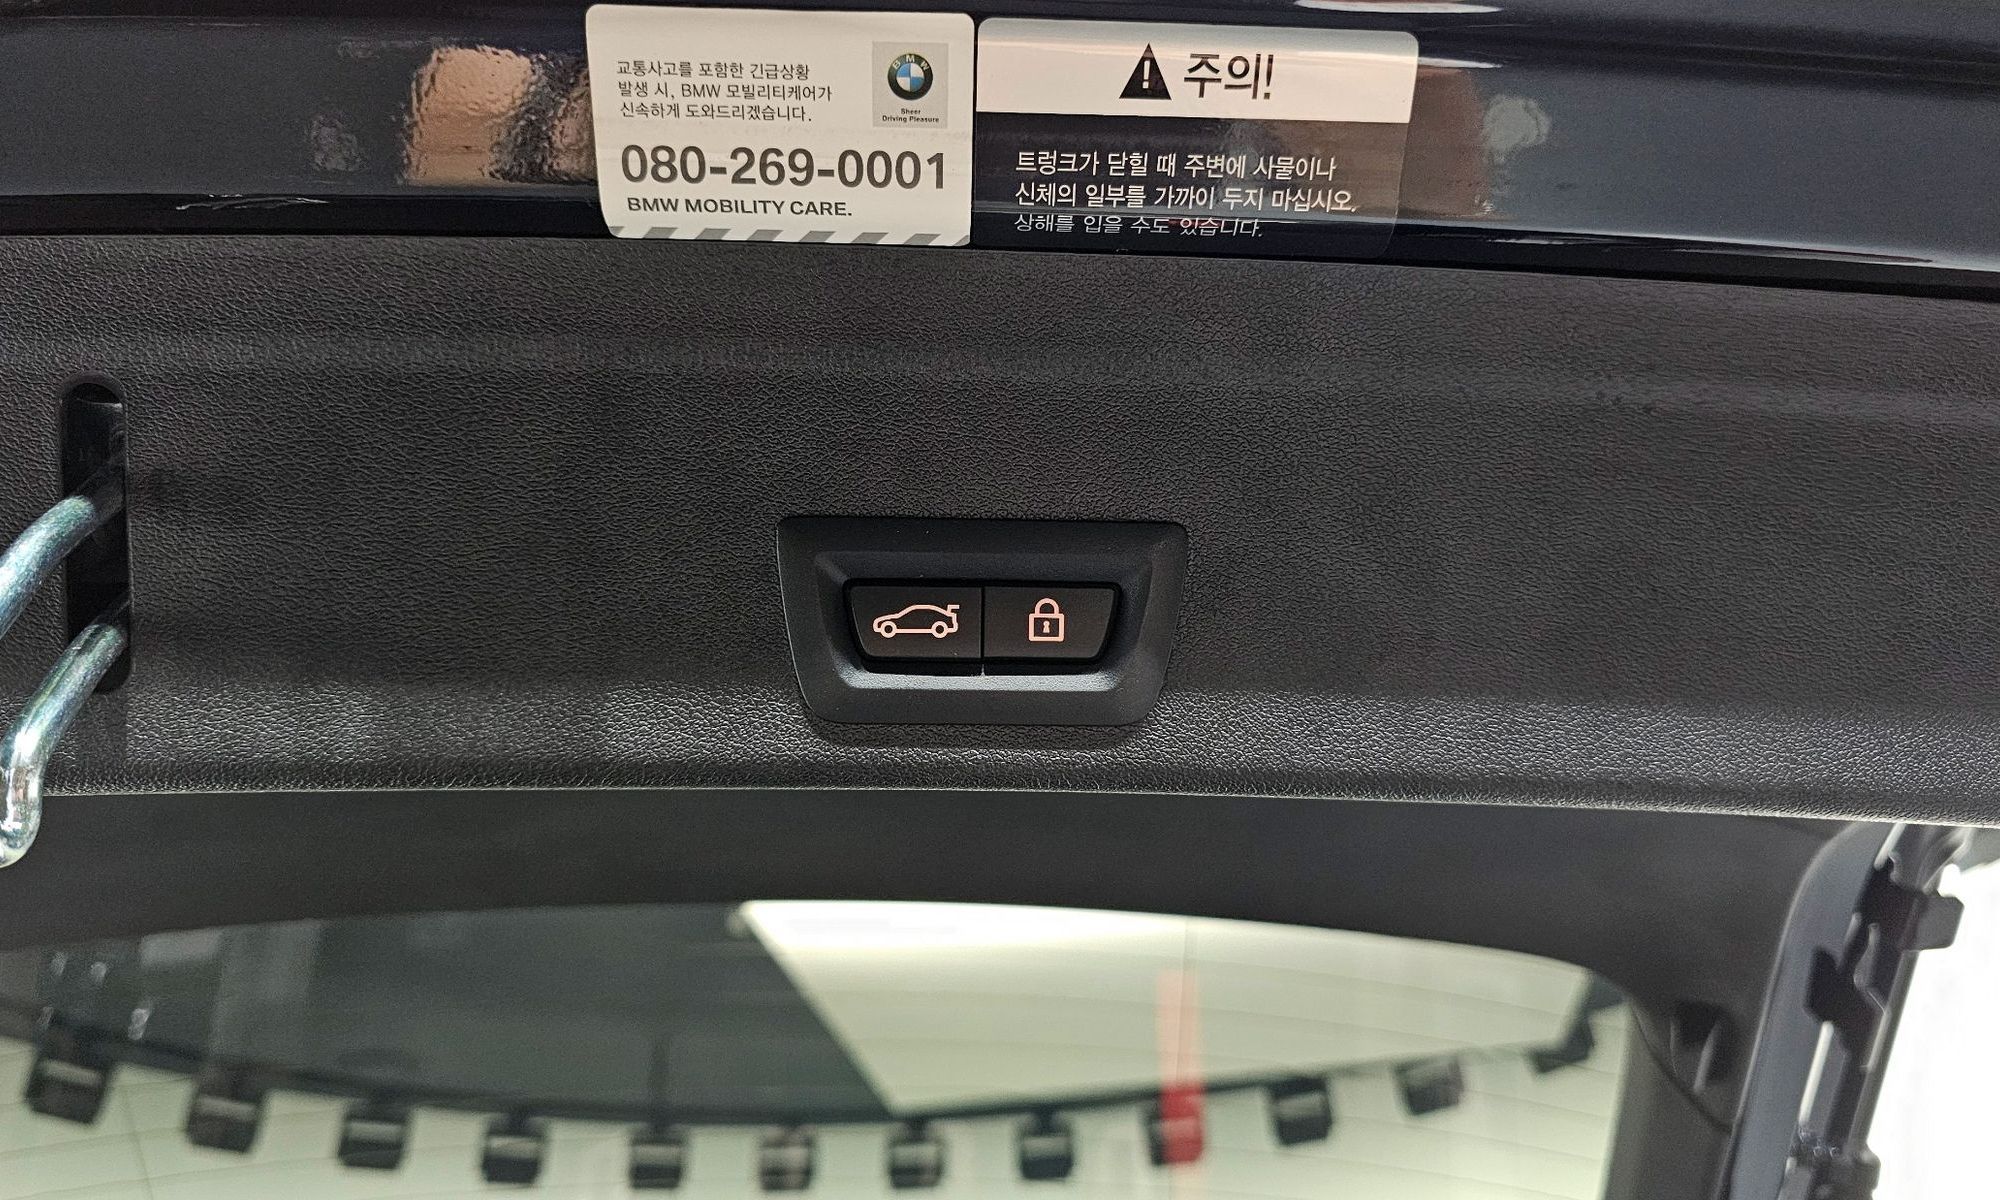 교통사고를 포함한 긴급상황
발생 시, BMW 모빌리티케어가
신속하게 도와드리겠습니다.
BMW
Sheer
Driving Pleasure
080-269-0001
BMW MOBILITY CARE.
주의!
트렁크가 닫힐 때 주변에 사물이나
신체의 일부를 가까이 두지 마십시오.
상해를 입을 수도 있습니다.